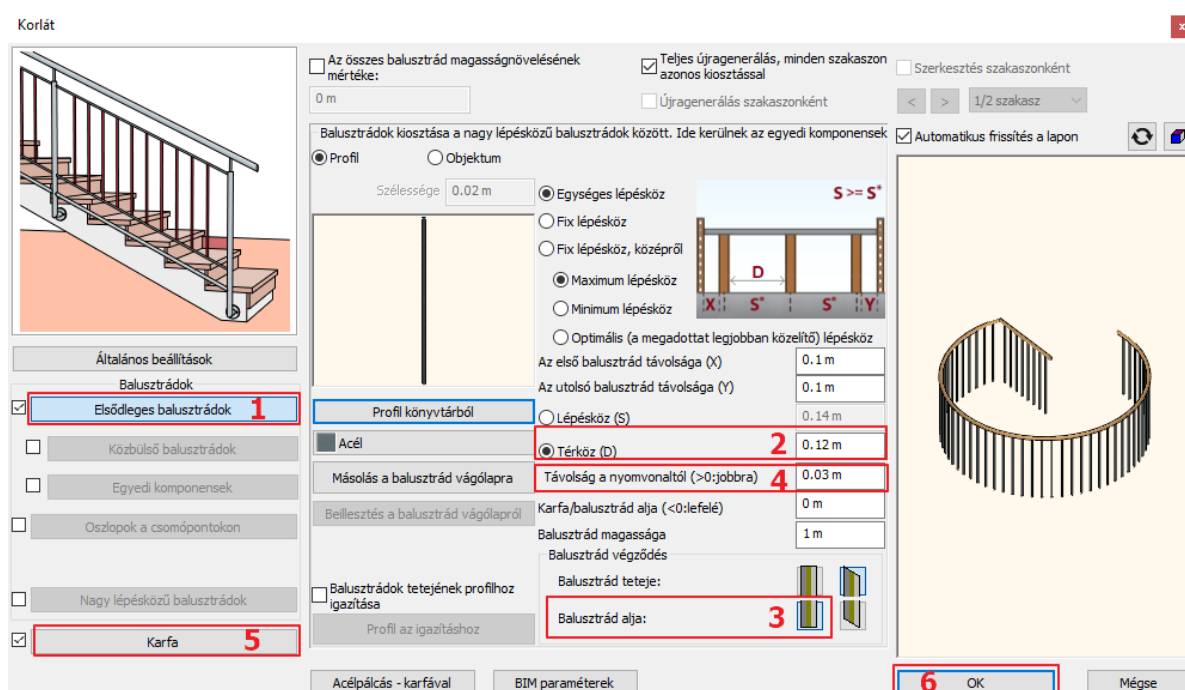 Korlát
x
Az összes balusztrád magasságnövelésének
mértéke:
0 m
Teljes újragenerálás, minden szakaszon
azonos kiosztással
Újragenerálás szakaszonként
Szerkesztés szakaszonként
< > 1/2 szakasz
Automatikus frissítés a lapon
Balusztrádok kiosztása a nagy lépésközű balusztrádok között. Ide kerülnek az egyedi komponensek
Profil
Objektum
Szélessége 0.02 m
Egységes lépésköz
Fix lépésköz
Fix lépésköz, középről
Maximum lépésköz
Minimum lépésköz
Optimális (a megadottat legjobban közelítő) lépésköz
S >= S*
D
X S* S* Y
Általános beállítások
Balusztrádok
Elsődleges balusztrádok 1
Közbülső balusztrádok
Egyedi komponensek
Oszlopok a csomópontokon
Nagy lépésközű balusztrádok
Karfa 5
Profil könyvtárból
Acél
Másolás a balusztrád vágólapra
Beillesztés a balusztrád vágólapról
Balusztrádok tetejének profilhoz
igazítása
Profil az igazításhoz
Az első balusztrád távolsága (X) 0.1 m
Az utolsó balusztrád távolsága (Y) 0.1 m
Lépésköz (S) 0.14 m
Térköz (D) 2 0.12 m
Távolság a nyomvonaltól (>0:jobbra) 4 0.03 m
Karfa/balusztrád alja (<0:lefelé) 0 m
Balusztrád magassága 1 m
Balusztrád végződés
Balusztrád teteje:
Balusztrád alja: 3
Acélpálcás - karfával
BIM paraméterek
6 OK
Mégse